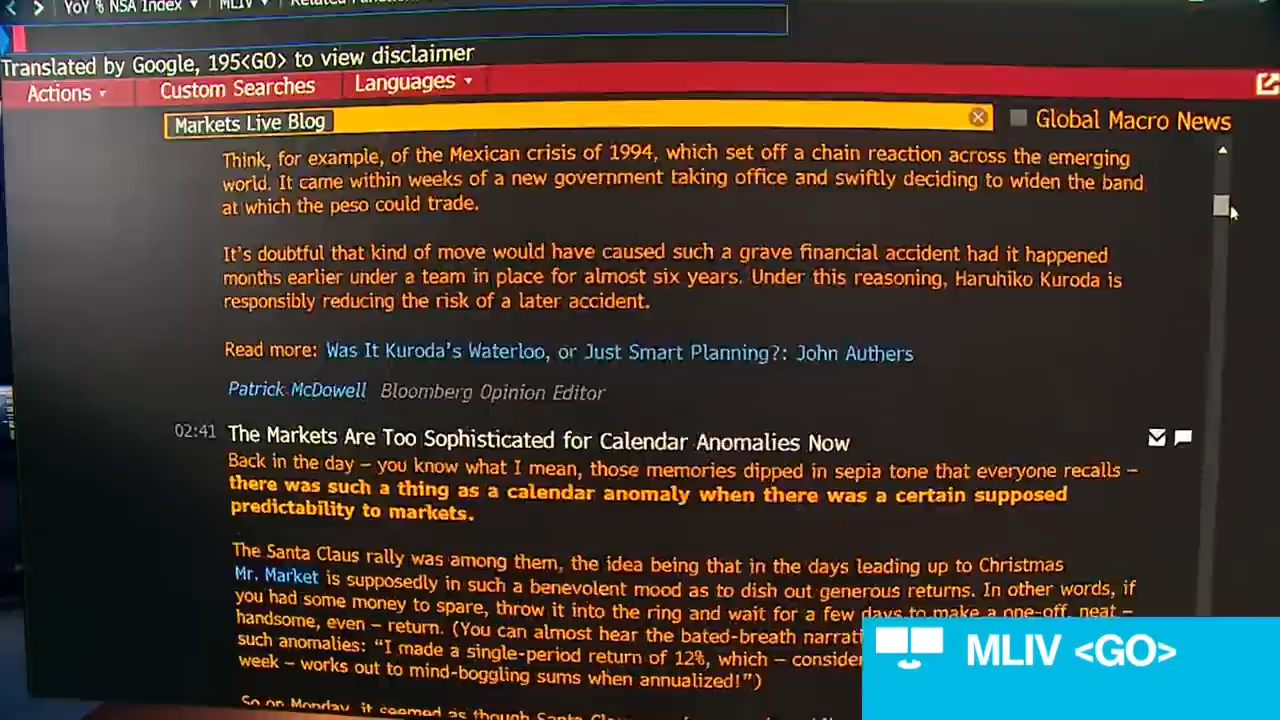 YoY % NSA Index
MLIV
Translated by Google, 195<GO> to view disclaimer
Actions Custom Searches Languages
Markets Live Blog Global Macro News
Think, for example, of the Mexican crisis of 1994, which set off a chain reaction across the emerging
world. It came within weeks of a new government taking office and swiftly deciding to widen the band
at which the peso could trade.
It's doubtful that kind of move would have caused such a grave financial accident had it happened
months earlier under a team in place for almost six years. Under this reasoning, Haruhiko Kuroda is
responsibly reducing the risk of a later accident.
Read more: Was It Kuroda's Waterloo, or Just Smart Planning?: John Authers
Patrick McDowell Bloomberg Opinion Editor
02:41 The Markets Are Too Sophisticated for Calendar Anomalies Now
Back in the day – you know what I mean, those memories dipped in sepia tone that everyone recalls –
there was such a thing as a calendar anomaly when there was a certain supposed
predictability to markets.
The Santa Claus rally was among them, the idea being that in the days leading up to Christmas
Mr. Market is supposedly in such a benevolent mood as to dish out generous returns. In other words, if
you had some money to spare, throw it into the ring and wait for a few days to make a one-off, neat –
handsome, even – return. (You can almost hear the bated-breath narrati
such anomalies: “I made a single-period return of 12%, which – consider
week – works out to mind-boggling sums when annualized!”)
So on Monday, it seemed as though Santa
MLIV <GO>